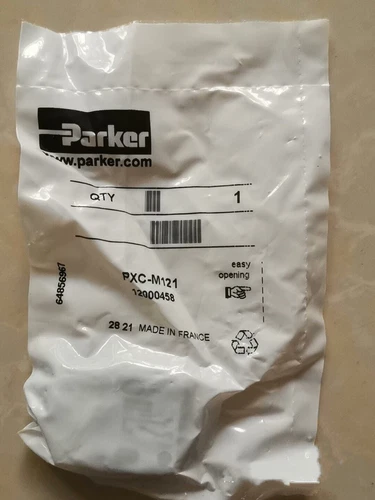 Parker
www.parker.com
QTY 1
easy
opening
PXC-M121
12000458
64856967
28 21 MADE IN FRANCE